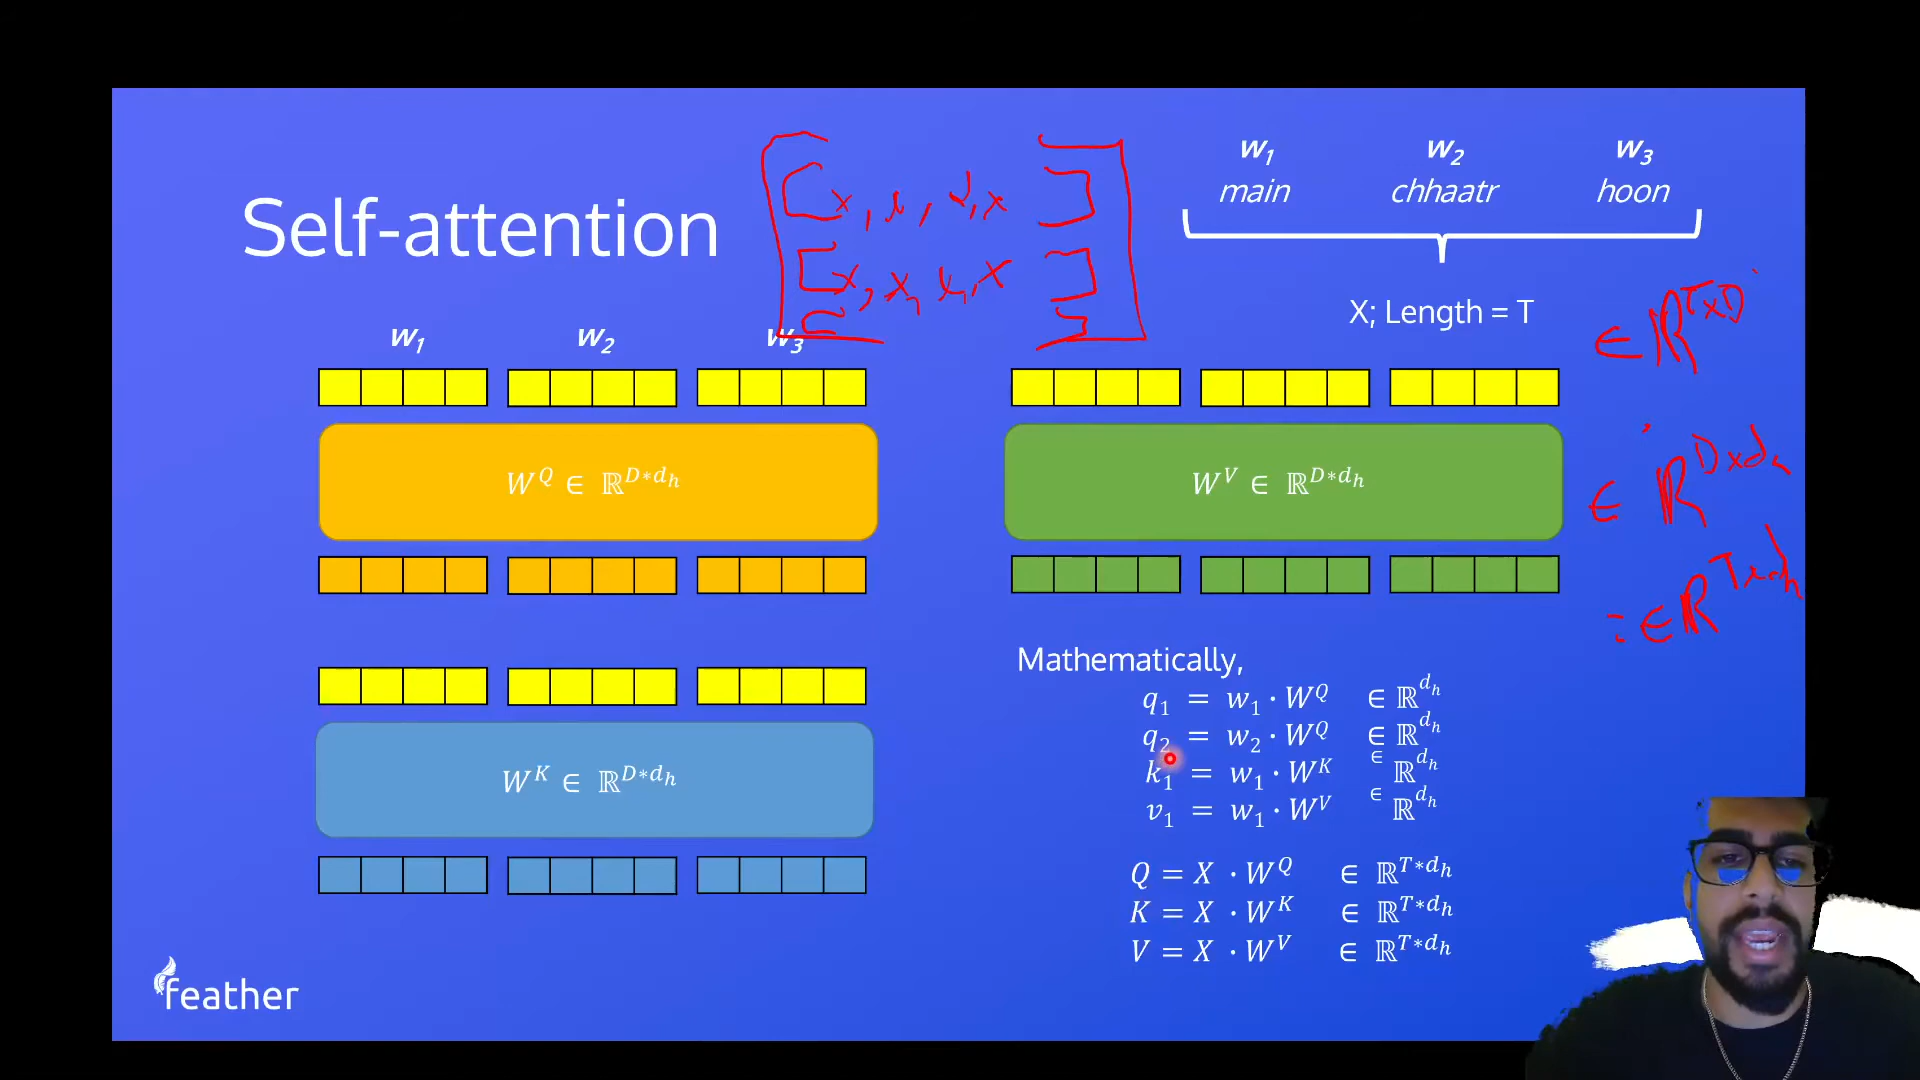 Self-attention
[x, x, x, x]
[x, x, x, x]
[ ]
w₁ w₂ w₃
main chhaatr hoon
X; Length = T
∈ ℝ^{T×D}
w₁ w₂ w₃
W^Q ∈ ℝ^{D*d_h}
W^V ∈ ℝ^{D*d_h}
∈ ℝ^{D×d_h}
= ∈ ℝ^{T×d_h}
W^K ∈ ℝ^{D*d_h}
Mathematically,
q₁ = w₁ · W^Q ∈ ℝ^{d_h}
q₂ = w₂ · W^Q ∈ ℝ^{d_h}
k₁ = w₁ · W^K ∈ ℝ^{d_h}
v₁ = w₁ · W^V ∈ ℝ^{d_h}
Q = X · W^Q ∈ ℝ^{T*d_h}
K = X · W^K ∈ ℝ^{T*d_h}
V = X · W^V ∈ ℝ^{T*d_h}
feather